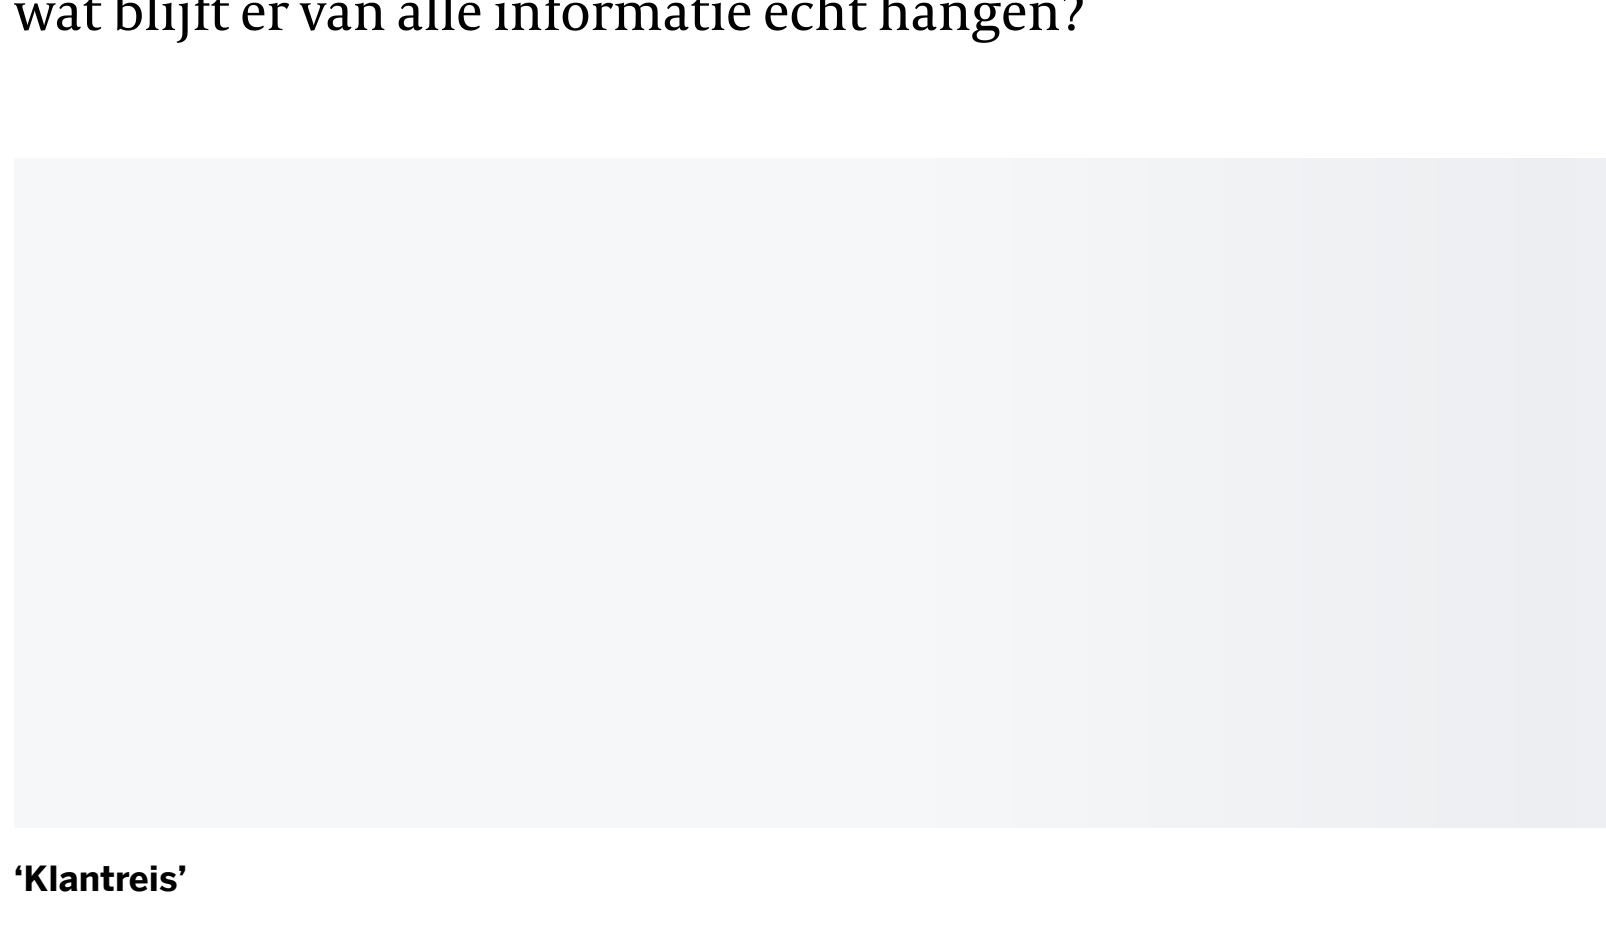 wat blijft er van alle informatie echt hangen?
‘Klantreis’